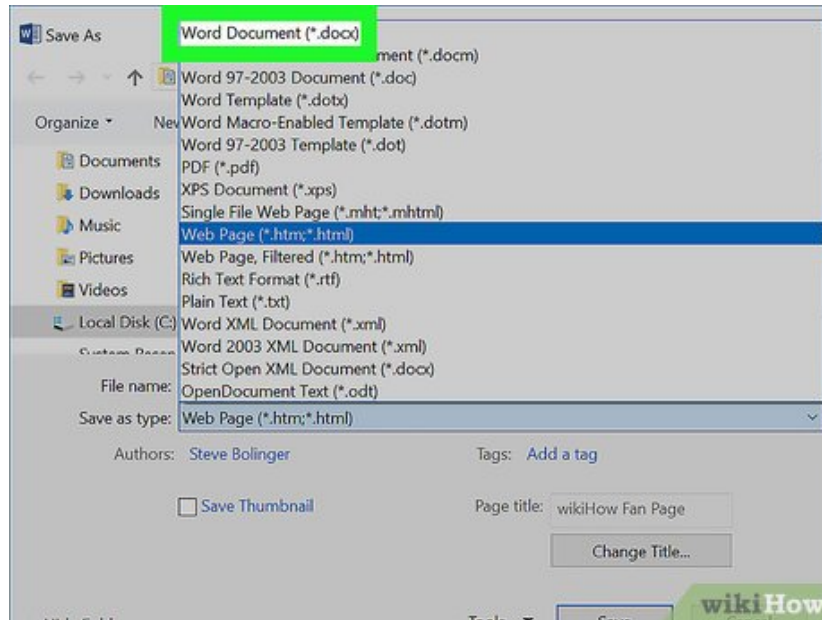 Save As
Word Document (*.docx)
ment (*.docm)
Word 97-2003 Document (*.doc)
Word Template (*.dotx)
Organize
New
Word Macro-Enabled Template (*.dotm)
Word 97-2003 Template (*.dot)
Documents
PDF (*.pdf)
Downloads
XPS Document (*.xps)
Single File Web Page (*.mht;*.mhtml)
Music
Web Page (*.htm;*.html)
Pictures
Web Page, Filtered (*.htm;*.html)
Rich Text Format (*.rtf)
Videos
Plain Text (*.txt)
Local Disk (C:)
Word XML Document (*.xml)
Word 2003 XML Document (*.xml)
Strict Open XML Document (*.docx)
File name:
OpenDocument Text (*.odt)
Save as type: Web Page (*.htm;*.html)
Authors: Steve Bolinger
Tags: Add a tag
Save Thumbnail
Page title: wikiHow Fan Page
Change Title...
wikiHow